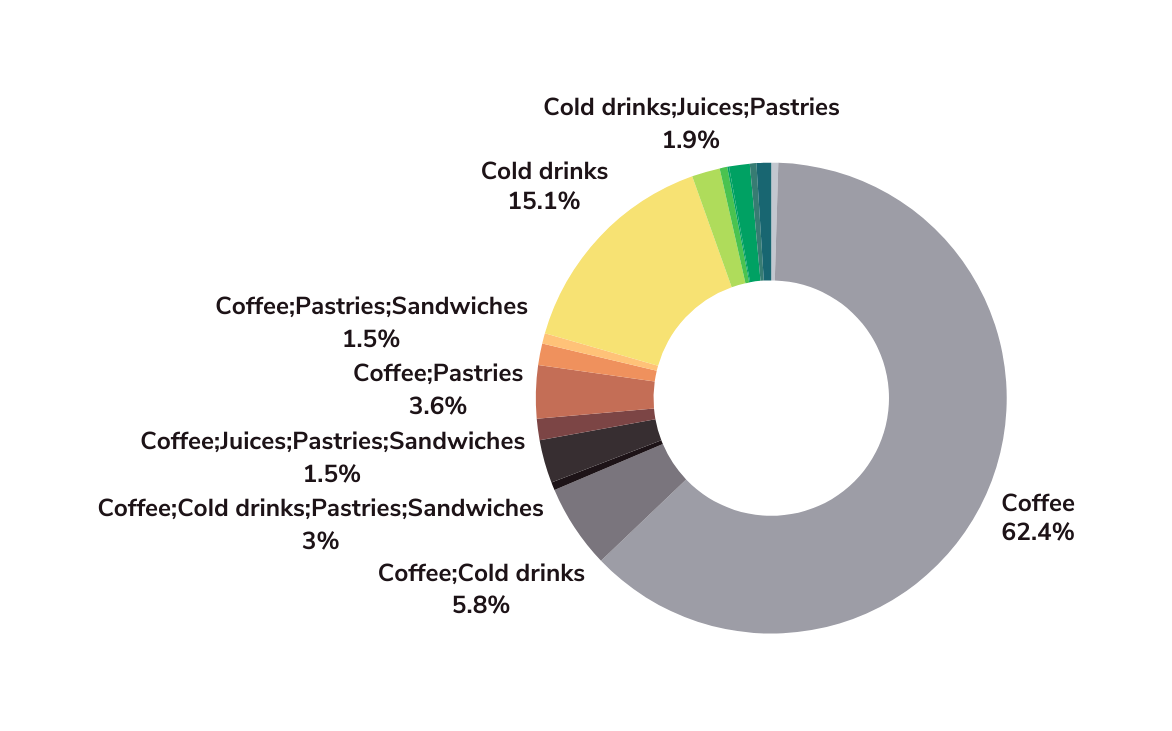 Cold drinks;Juices;Pastries
1.9%
Cold drinks
15.1%
Coffee;Pastries;Sandwiches
1.5%
Coffee;Pastries
3.6%
Coffee;Juices;Pastries;Sandwiches
1.5%
Coffee;Cold drinks;Pastries;Sandwiches
3%
Coffee;Cold drinks
5.8%
Coffee
62.4%